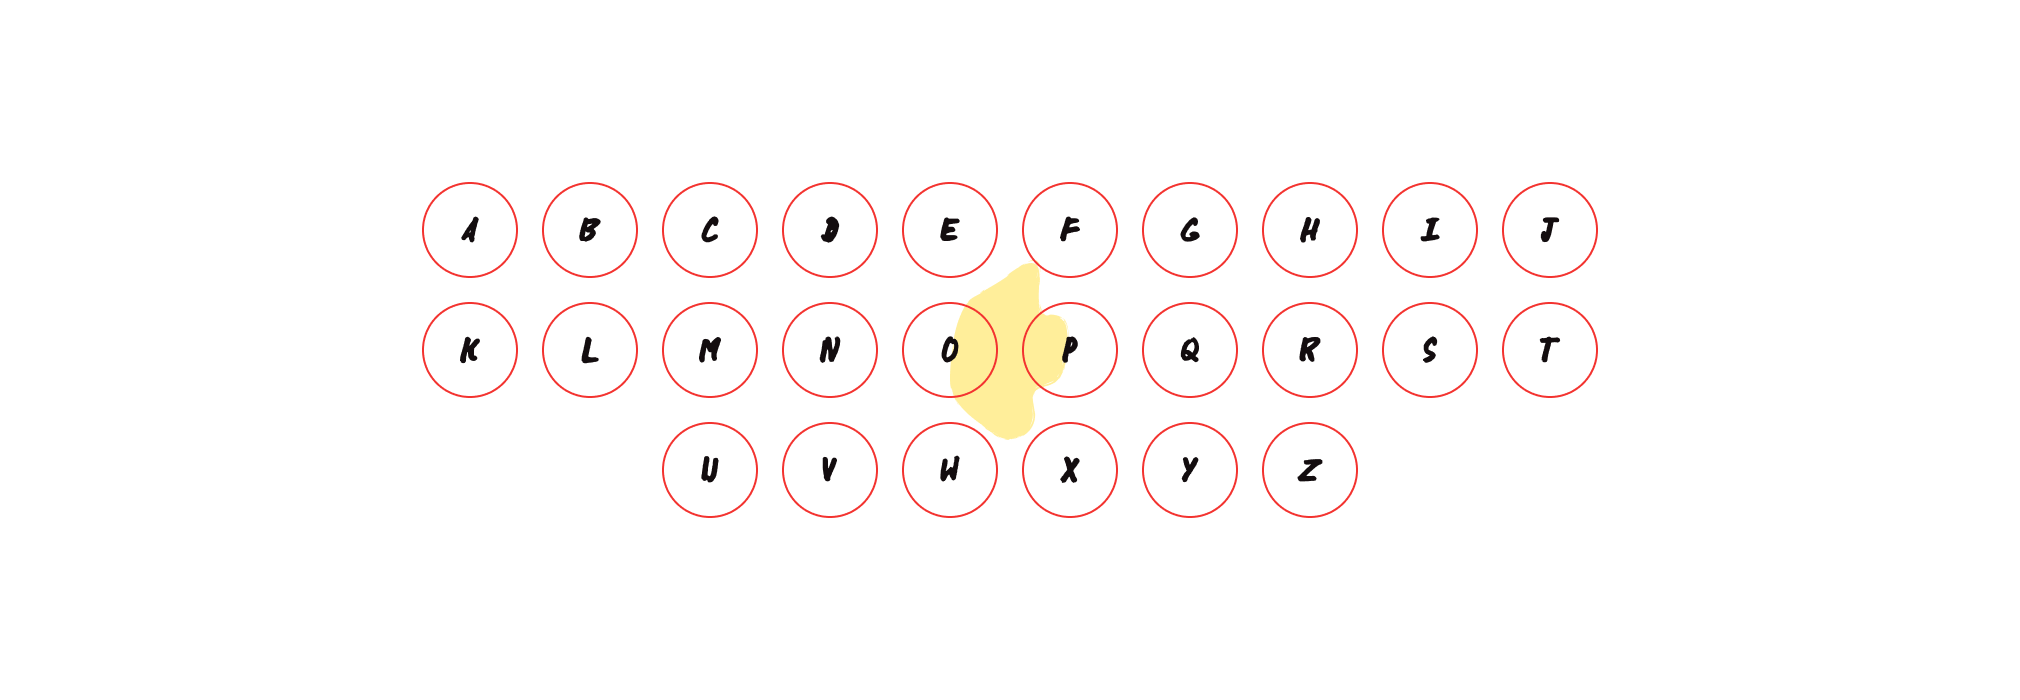 A B C D E F G H I J
K L M N O P Q R S T
U V W X Y Z